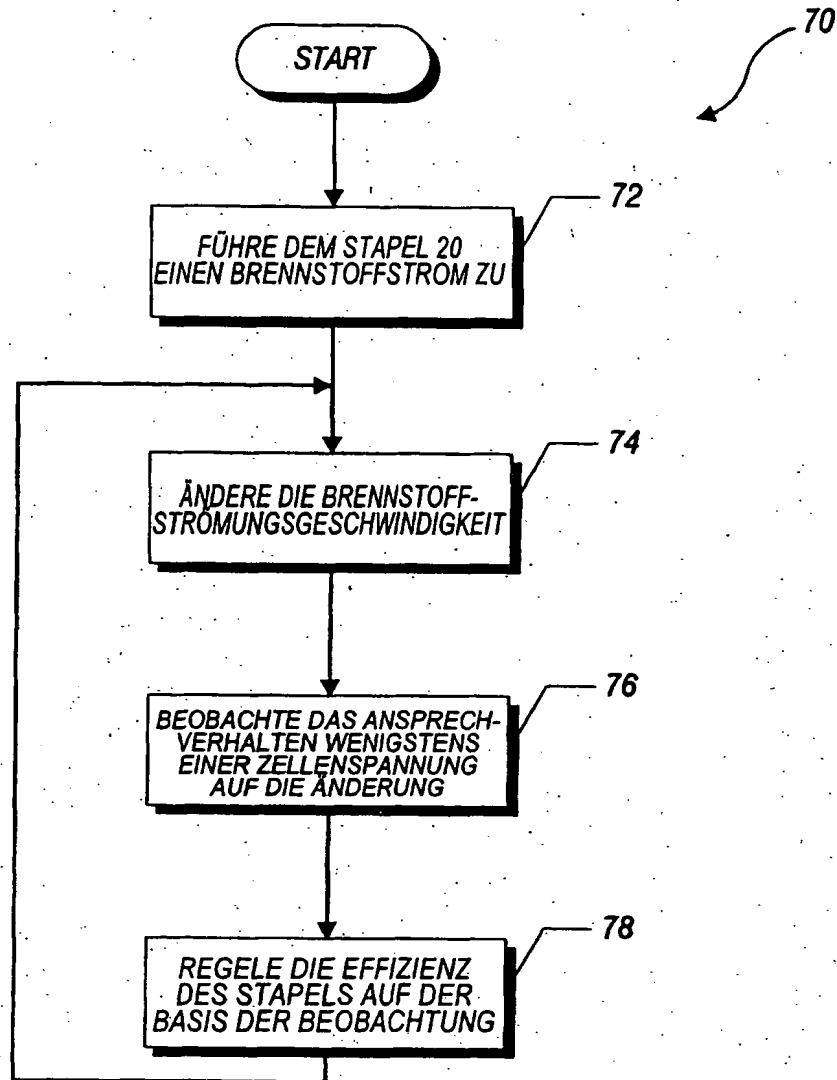 70
START
72
FÜHRE DEM STAPEL 20
EINEN BRENNSTOFFSTROM ZU
74
ÄNDERE DIE BRENNSTOFF-
STRÖMUNGSGESCHWINDIGKEIT
76
BEOBACHTE DAS ANSPRECH-
VERHALTEN WENIGSTENS
EINER ZELLENSPANNUNG
AUF DIE ÄNDERUNG
78
REGELE DIE EFFIZIENZ
DES STAPELS AUF DER
BASIS DER BEOBACHTUNG